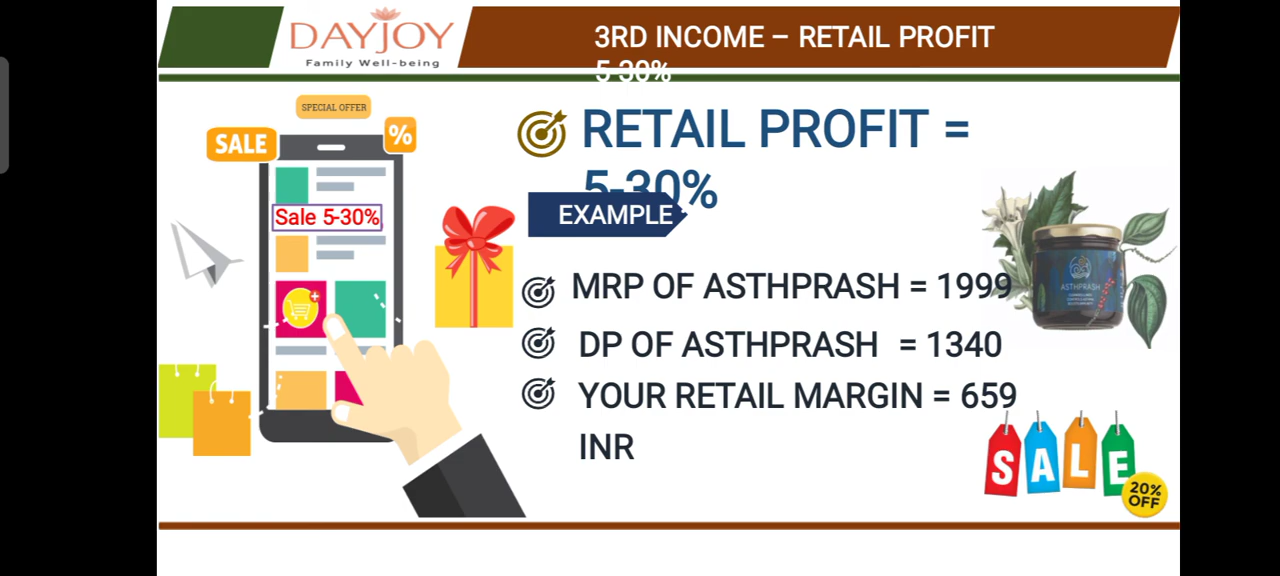 DAYJOY
Family Well-being
3RD INCOME – RETAIL PROFIT
5-30%
SPECIAL OFFER
SALE
%
RETAIL PROFIT =
5-30%
Sale 5-30%
EXAMPLE
MRP OF ASTHPRASH = 1999
ASTHPRASH
DP OF ASTHPRASH = 1340
YOUR RETAIL MARGIN = 659
INR
SALE
20%
OFF